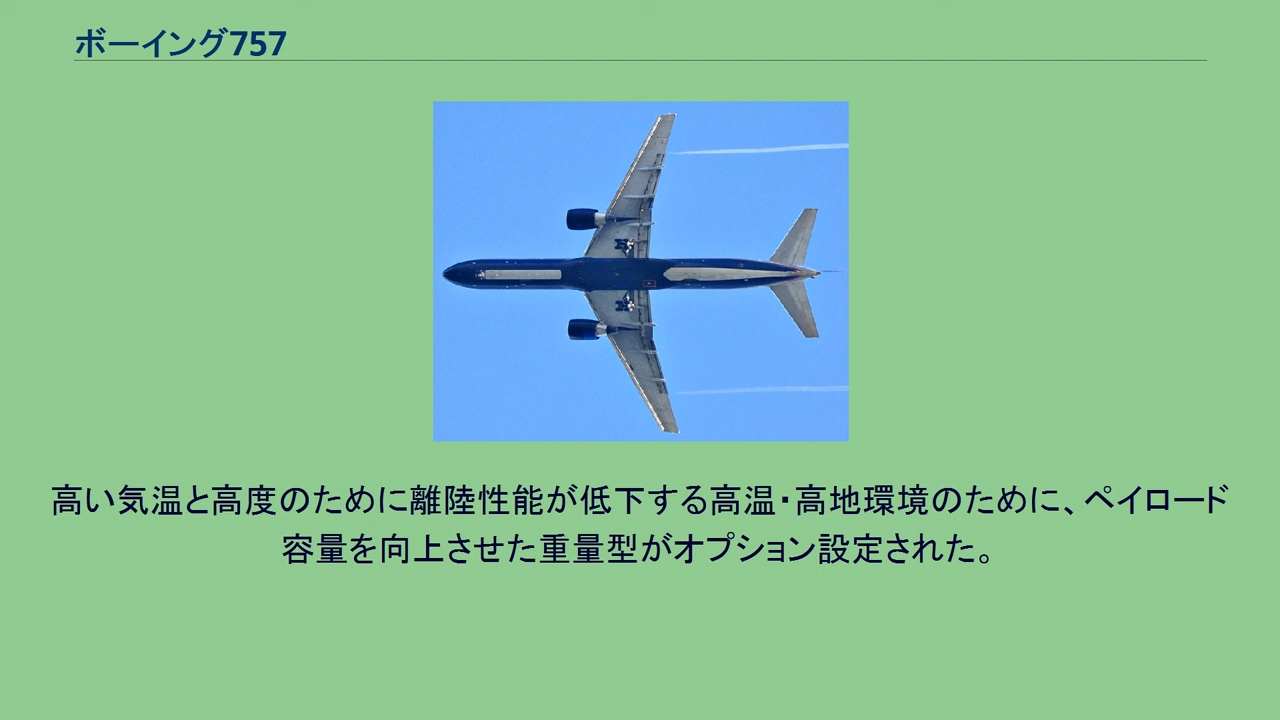 ボーイング757
高い気温と高度のために離陸性能が低下する高温・高地環境のために、ペイロード
容量を向上させた重量型がオプション設定された。